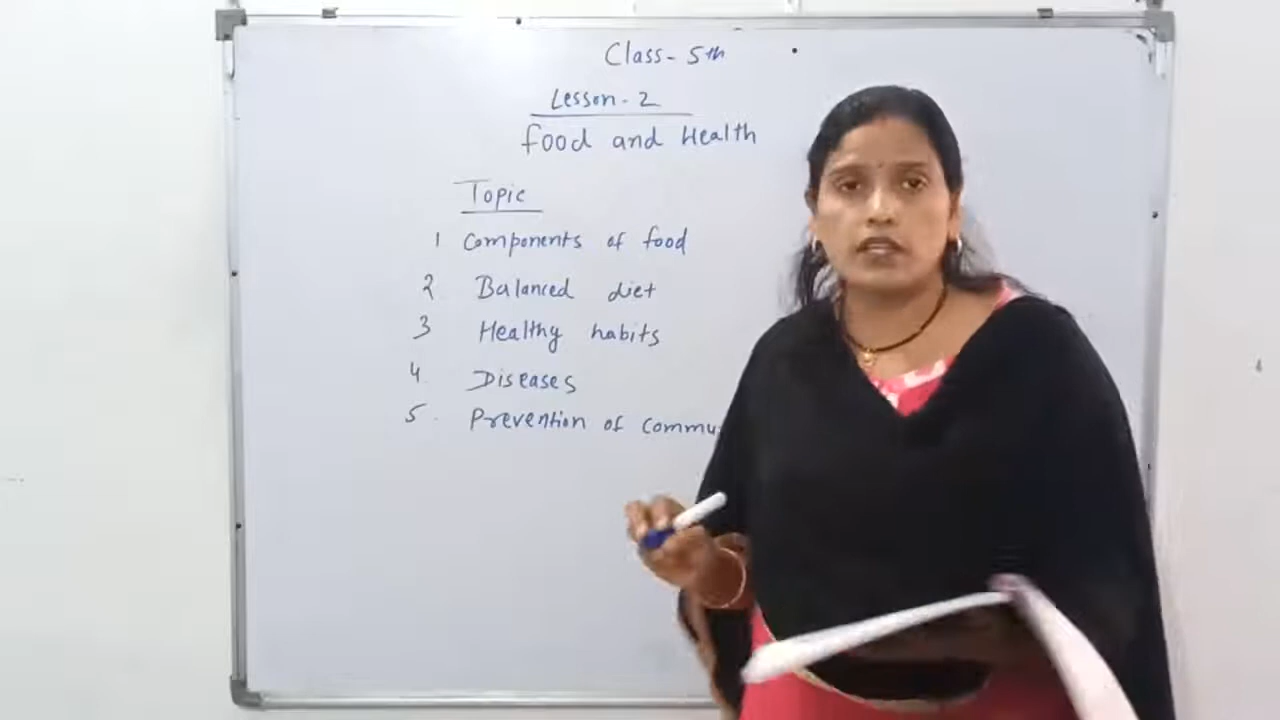 Class - 5th
Lesson - 2
Food and Health
Topic
1 Components of food
2 Balanced diet
3 Healthy habits
4 Diseases
5. Prevention of